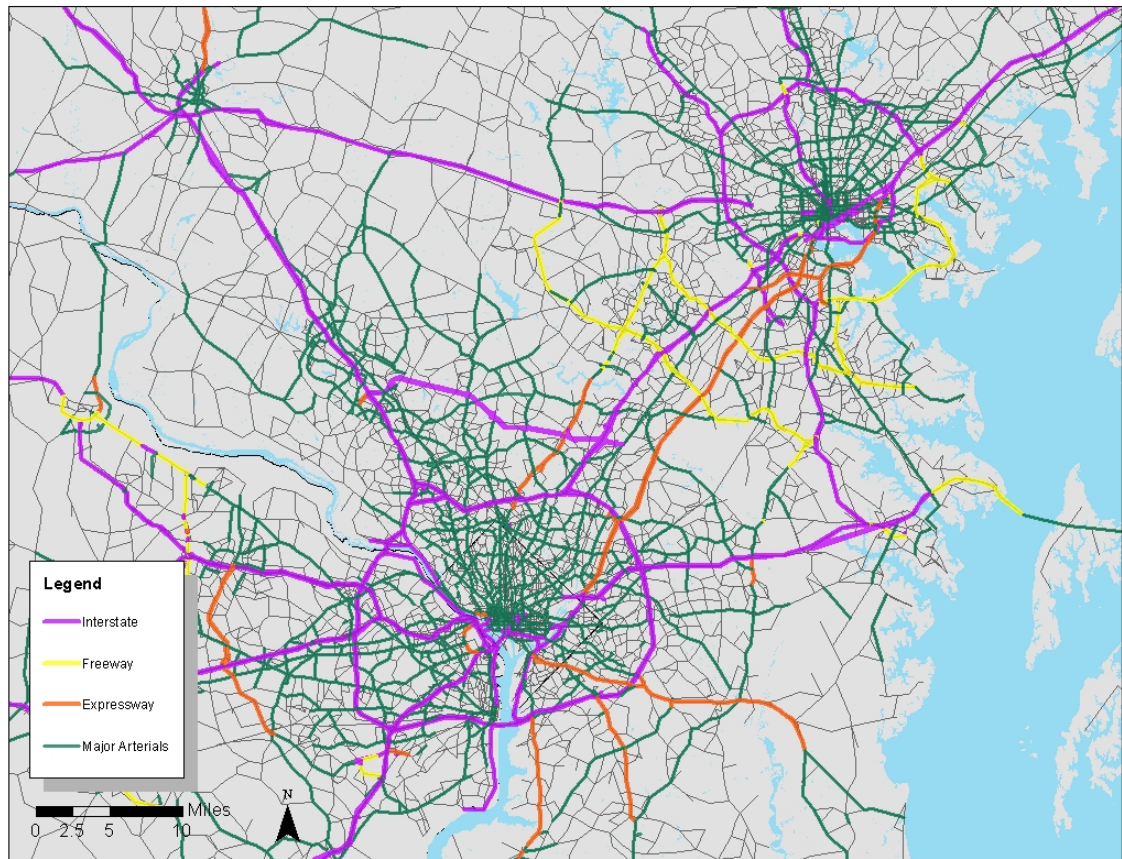 Legend
Interstate
Freeway
Expressway
Major Arterials
Miles
0 2.5 5 10
N